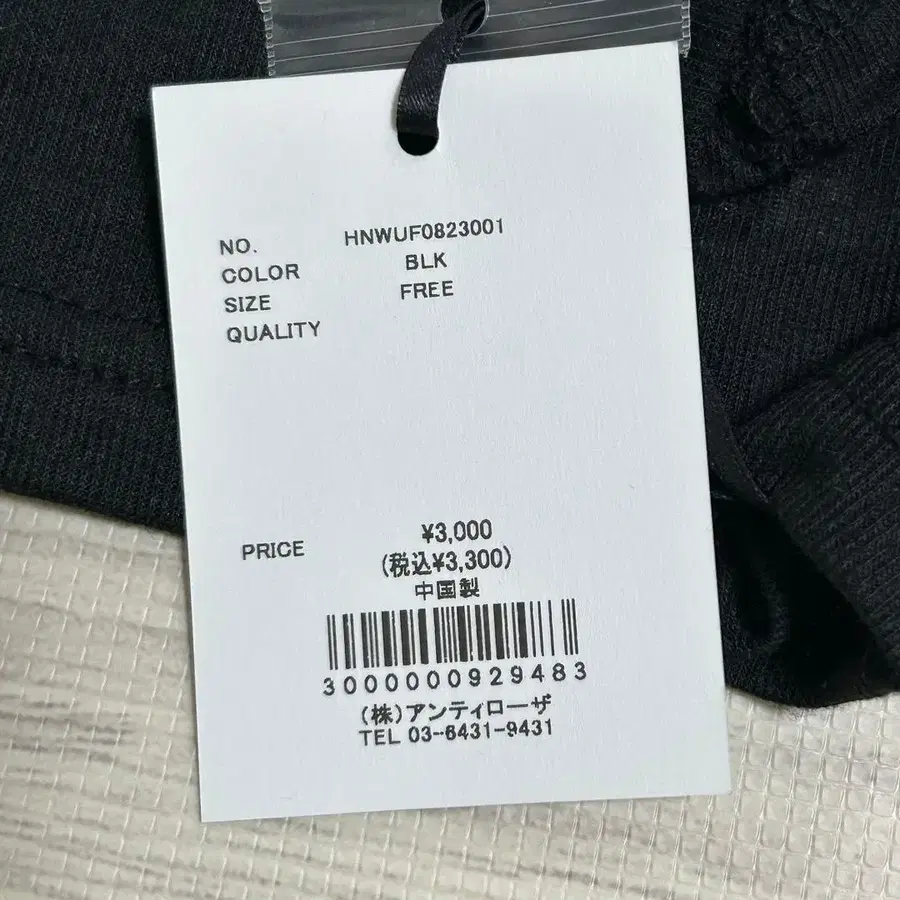 NO. HNWUF0823001
COLOR BLK
SIZE FREE
QUALITY
PRICE ¥3,000
(税込¥3,300)
中国製
3000000929483
(株)アンティローザ
TEL 03-6431-9431